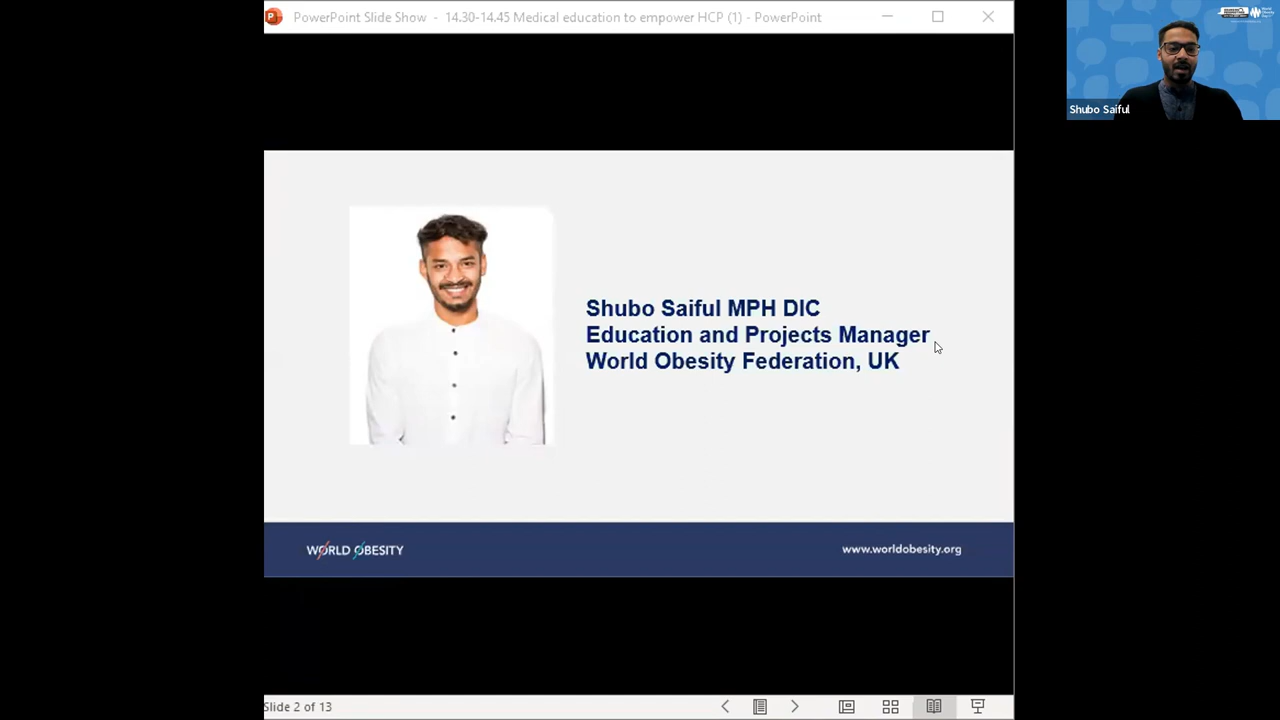 PowerPoint Slide Show - 14.30-14.45 Medical education to empower HCP (1) - PowerPoint
Shubo Saiful
Shubo Saiful MPH DIC
Education and Projects Manager
World Obesity Federation, UK
WORLD OBESITY
www.worldobesity.org
Slide 2 of 13